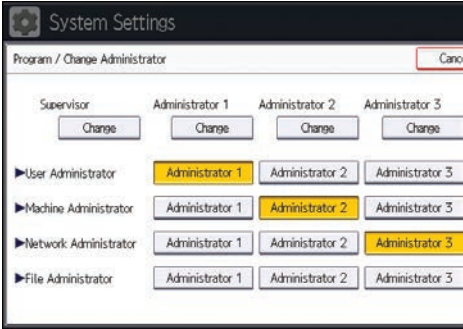 System Settings
Program / Change Administrator
Supervisor Administrator 1 Administrator 2 Administrator 3
Change Change Change Change
►User Administrator Administrator 1 Administrator 2 Administrator 3
►Machine Administrator Administrator 1 Administrator 2 Administrator 3
►Network Administrator Administrator 1 Administrator 2 Administrator 3
►File Administrator Administrator 1 Administrator 2 Administrator 3